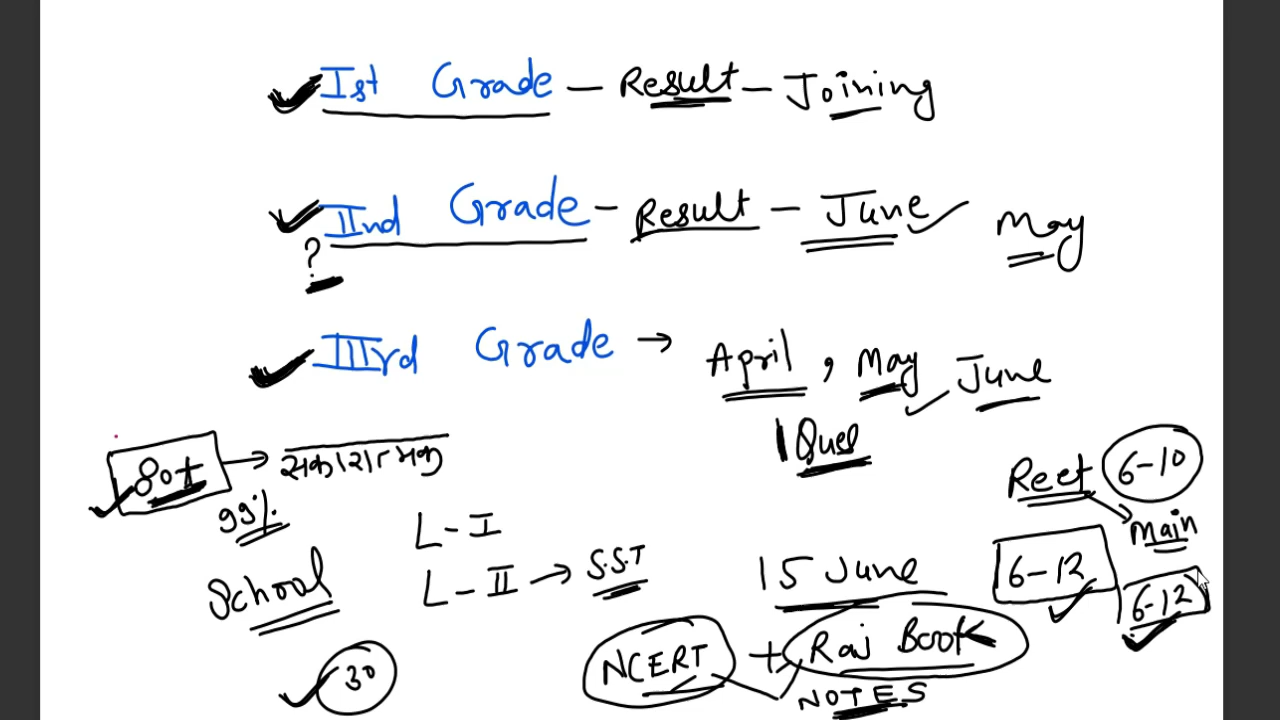 Ist Grade – Result – Joining
IInd Grade – Result – June May
?
IIIrd Grade → April, May June
1 Ques
80+ → सकारात्मक
99%
Reet 6-10
Main
L-I
School
L-II → S.S.T
15 June
6-12
6-12
NCERT + Raj Book
30
NOTES